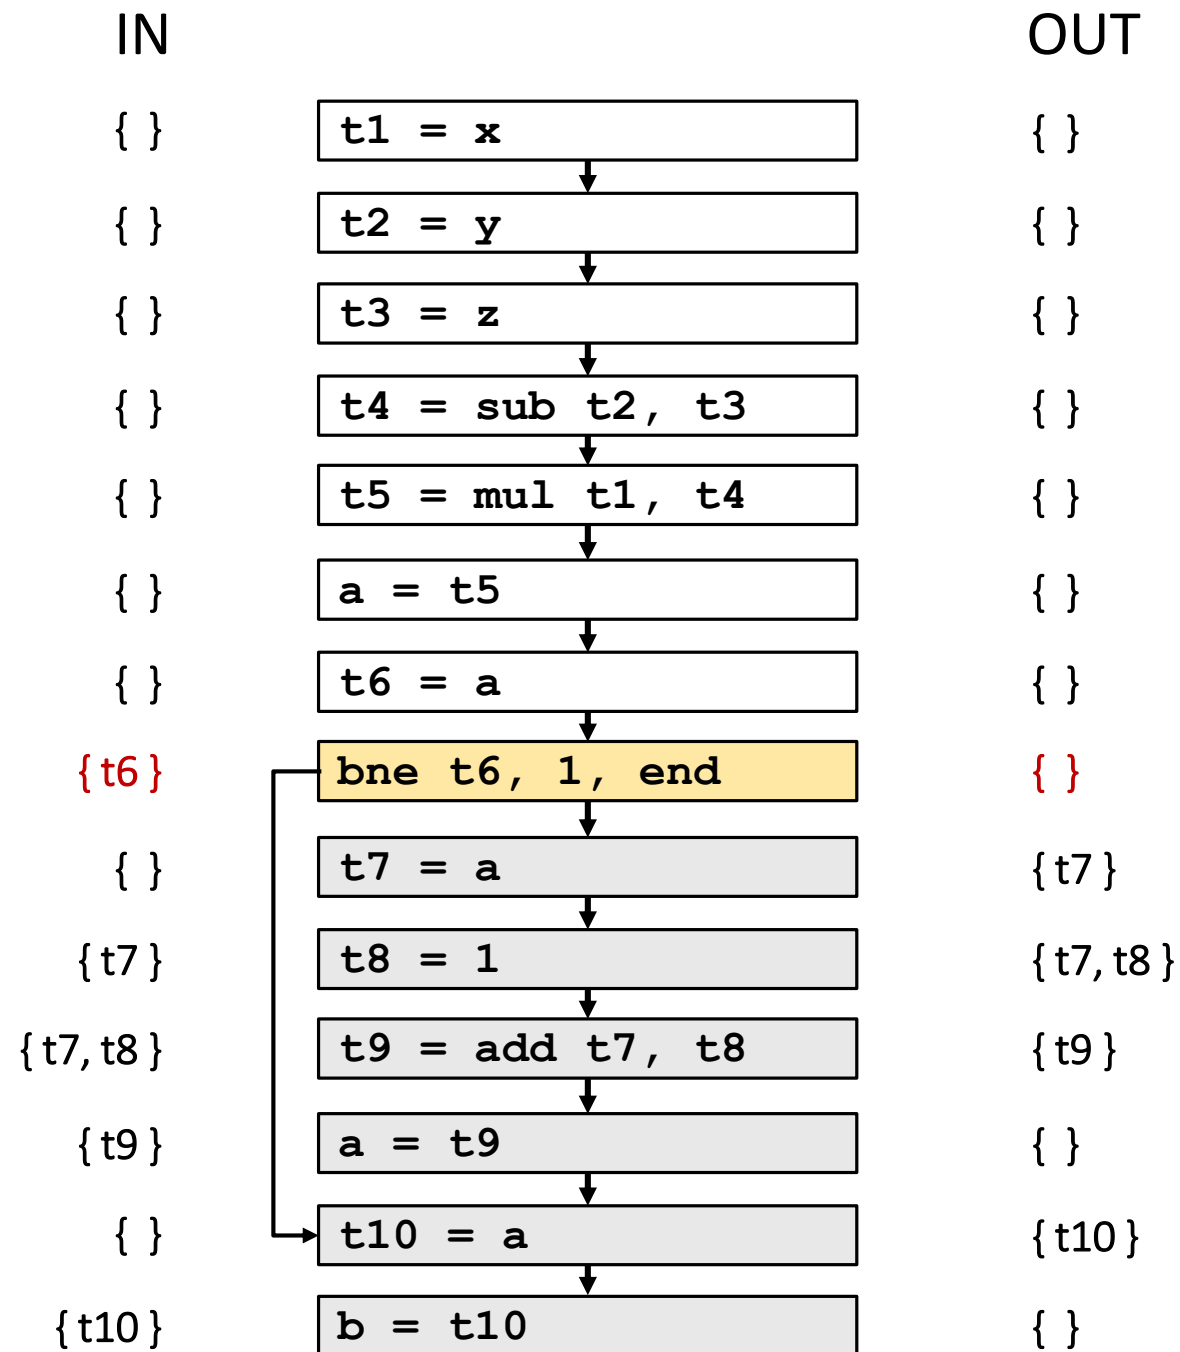 IN OUT
{ } t1 = x { }
{ } t2 = y { }
{ } t3 = z { }
{ } t4 = sub t2, t3 { }
{ } t5 = mul t1, t4 { }
{ } a = t5 { }
{ } t6 = a { }
{ t6 } bne t6, 1, end { }
{ } t7 = a { t7 }
{ t7 } t8 = 1 { t7, t8 }
{ t7, t8 } t9 = add t7, t8 { t9 }
{ t9 } a = t9 { }
{ } t10 = a { t10 }
{ t10 } b = t10 { }